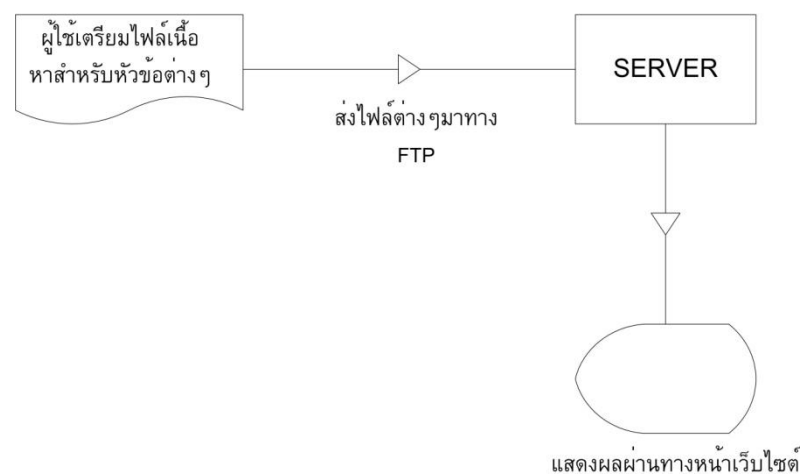 ผู้ใช้เตรียมไฟล์เนื้อ
หาสำหรับหัวข้อต่างๆ
SERVER
ส่งไฟล์ต่างๆมาทาง
FTP
แสดงผลผ่านทางหน้าเว็บไซต์